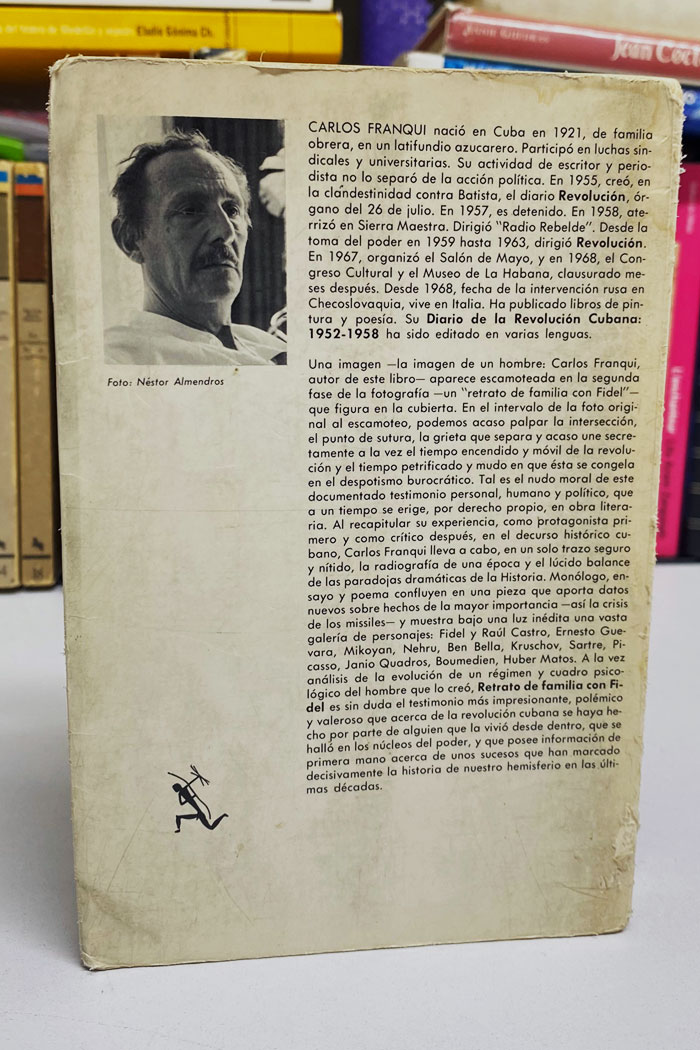 Eladio Gónima Ch.
Jean Coct
Foto: Néstor Almendros
CARLOS FRANQUI nació en Cuba en 1921, de familia
obrera, en un latifundio azucarero. Participó en luchas sin-
dicales y universitarias. Su actividad de escritor y perio-
dista no lo separó de la acción política. En 1955, creó, en
la clandestinidad contra Batista, el diario Revolución, ór-
gano del 26 de julio. En 1957, es detenido. En 1958, ate-
rrizó en Sierra Maestra. Dirigió "Radio Rebelde". Desde la
toma del poder en 1959 hasta 1963, dirigió Revolución.
En 1967, organizó el Salón de Mayo, y en 1968, el Con-
greso Cultural y el Museo de La Habana, clausurado me-
ses después. Desde 1968, fecha de la intervención rusa en
Checoslovaquia, vive en Italia. Ha publicado libros de pin-
tura y poesía. Su Diario de la Revolución Cubana:
1952-1958 ha sido editado en varias lenguas.
Una imagen —la imagen de un hombre: Carlos Franqui,
autor de este libro— aparece escamoteada en la segunda
fase de la fotografía —un "retrato de familia con Fidel"—
que figura en la cubierta. En el intervalo de la foto origi-
nal al escamoteo, podemos acaso palpar la intersección,
el punto de sutura, la grieta que separa y acaso une secre-
tamente a la vez el tiempo encendido y móvil de la revolu-
ción y el tiempo petrificado y mudo en que ésta se congela
en el despotismo burocrático. Tal es el nudo moral de este
documentado testimonio personal, humano y político, que
a un tiempo se erige, por derecho propio, en obra litera-
ria. Al recapitular su experiencia, como protagonista pri-
mero y como crítico después, en el decurso histórico cu-
bano, Carlos Franqui lleva a cabo, en un solo trazo seguro
y nítido, la radiografía de una época y el lúcido balance
de las paradojas dramáticas de la Historia. Monólogo, en-
sayo y poema confluyen en una pieza que aporta datos
nuevos sobre hechos de la mayor importancia —así la crisis
de los missiles— y muestra bajo una luz inédita una vasta
galería de personajes: Fidel y Raúl Castro, Ernesto Gue-
vara, Mikoyan, Nehru, Ben Bella, Kruschov, Sartre, Pi-
casso, Janio Quadros, Boumedien, Huber Matos. A la vez
análisis de la evolución de un régimen y cuadro psico-
lógico del hombre que lo creó, Retrato de familia con Fi-
del es sin duda el testimonio más impresionante, polémico
y valeroso que acerca de la revolución cubana se haya he-
cho por parte de alguien que la vivió desde dentro, que se
halló en los núcleos del poder, y que posee información de
primera mano acerca de unos sucesos que han marcado
decisivamente la historia de nuestro hemisferio en las últi-
mas décadas.